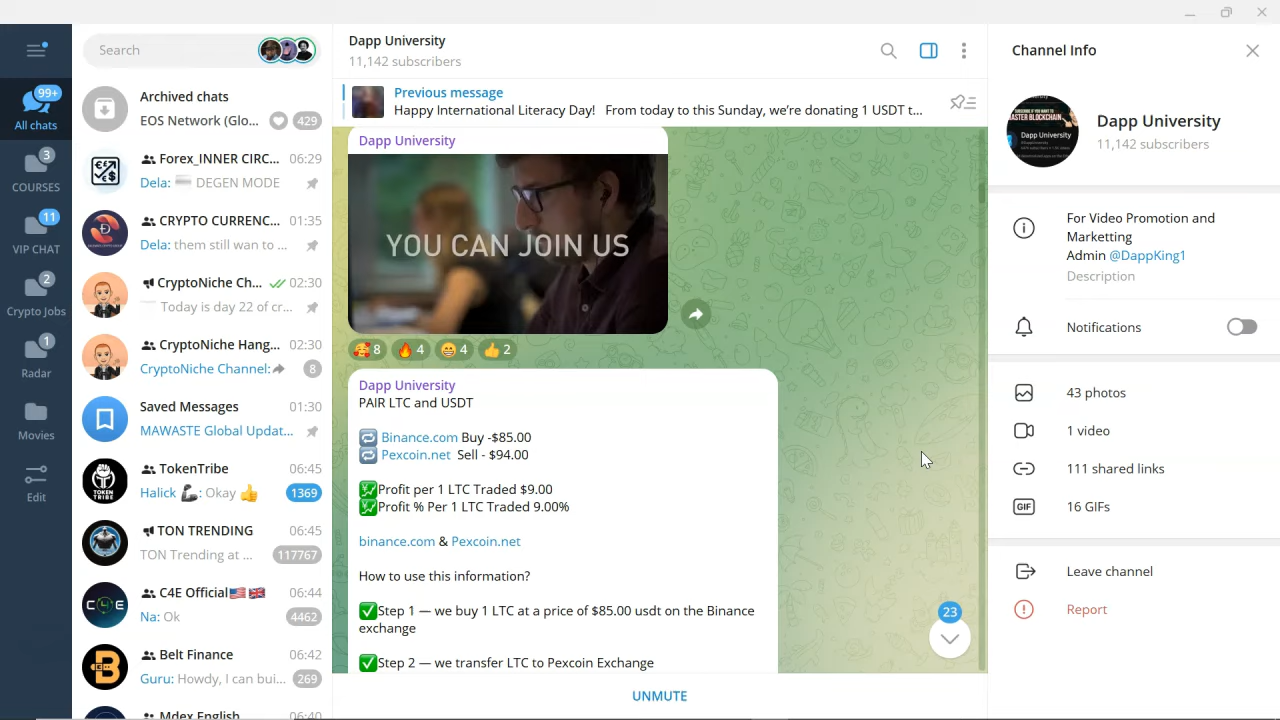 Search
99+
All chats
3
COURSES
11
VIP CHAT
2
Crypto Jobs
1
Radar
Movies
Edit
Archived chats
EOS Network (Glo... 429
Forex_INNER CIRC... 06:29
Dela: DEGEN MODE
CRYPTO CURRENC... 01:35
Dela: them still wan to ...
CryptoNiche Ch... 02:30
Today is day 22 of cr...
CryptoNiche Hang... 02:30
CryptoNiche Channel: 8
Saved Messages 01:30
MAWASTE Global Updat...
TokenTribe 06:45
Halick 🦾: Okay 👍 1369
TON TRENDING 06:45
TON Trending at ... 117767
C4E Official🇺🇸🇬🇧 06:44
Na: Ok 4462
Belt Finance 06:42
Guru: Howdy, I can bui... 269
Mdex English 06:40
TOKEN
TRIBE
C4E
Dapp University
11,142 subscribers
Previous message
Happy International Literacy Day! From today to this Sunday, we're donating 1 USDT t...
Dapp University
YOU CAN JOIN US
🥰 8 🔥 4 😁 4 👍 2
Dapp University
PAIR LTC and USDT
🔁 Binance.com Buy -$85.00
🔁 Pexcoin.net Sell - $94.00
💹Profit per 1 LTC Traded $9.00
💹Profit % Per 1 LTC Traded 9.00%
binance.com & Pexcoin.net
How to use this information?
✅Step 1 — we buy 1 LTC at a price of $85.00 usdt on the Binance
exchange
✅Step 2 — we transfer LTC to Pexcoin Exchange
23
UNMUTE
Channel Info
MASTER BLOCKCHAIN
Dapp University
Dapp University
11,142 subscribers
For Video Promotion and
Marketting
Admin @DappKing1
Description
Notifications
43 photos
1 video
111 shared links
GIF 16 GIFs
Leave channel
Report